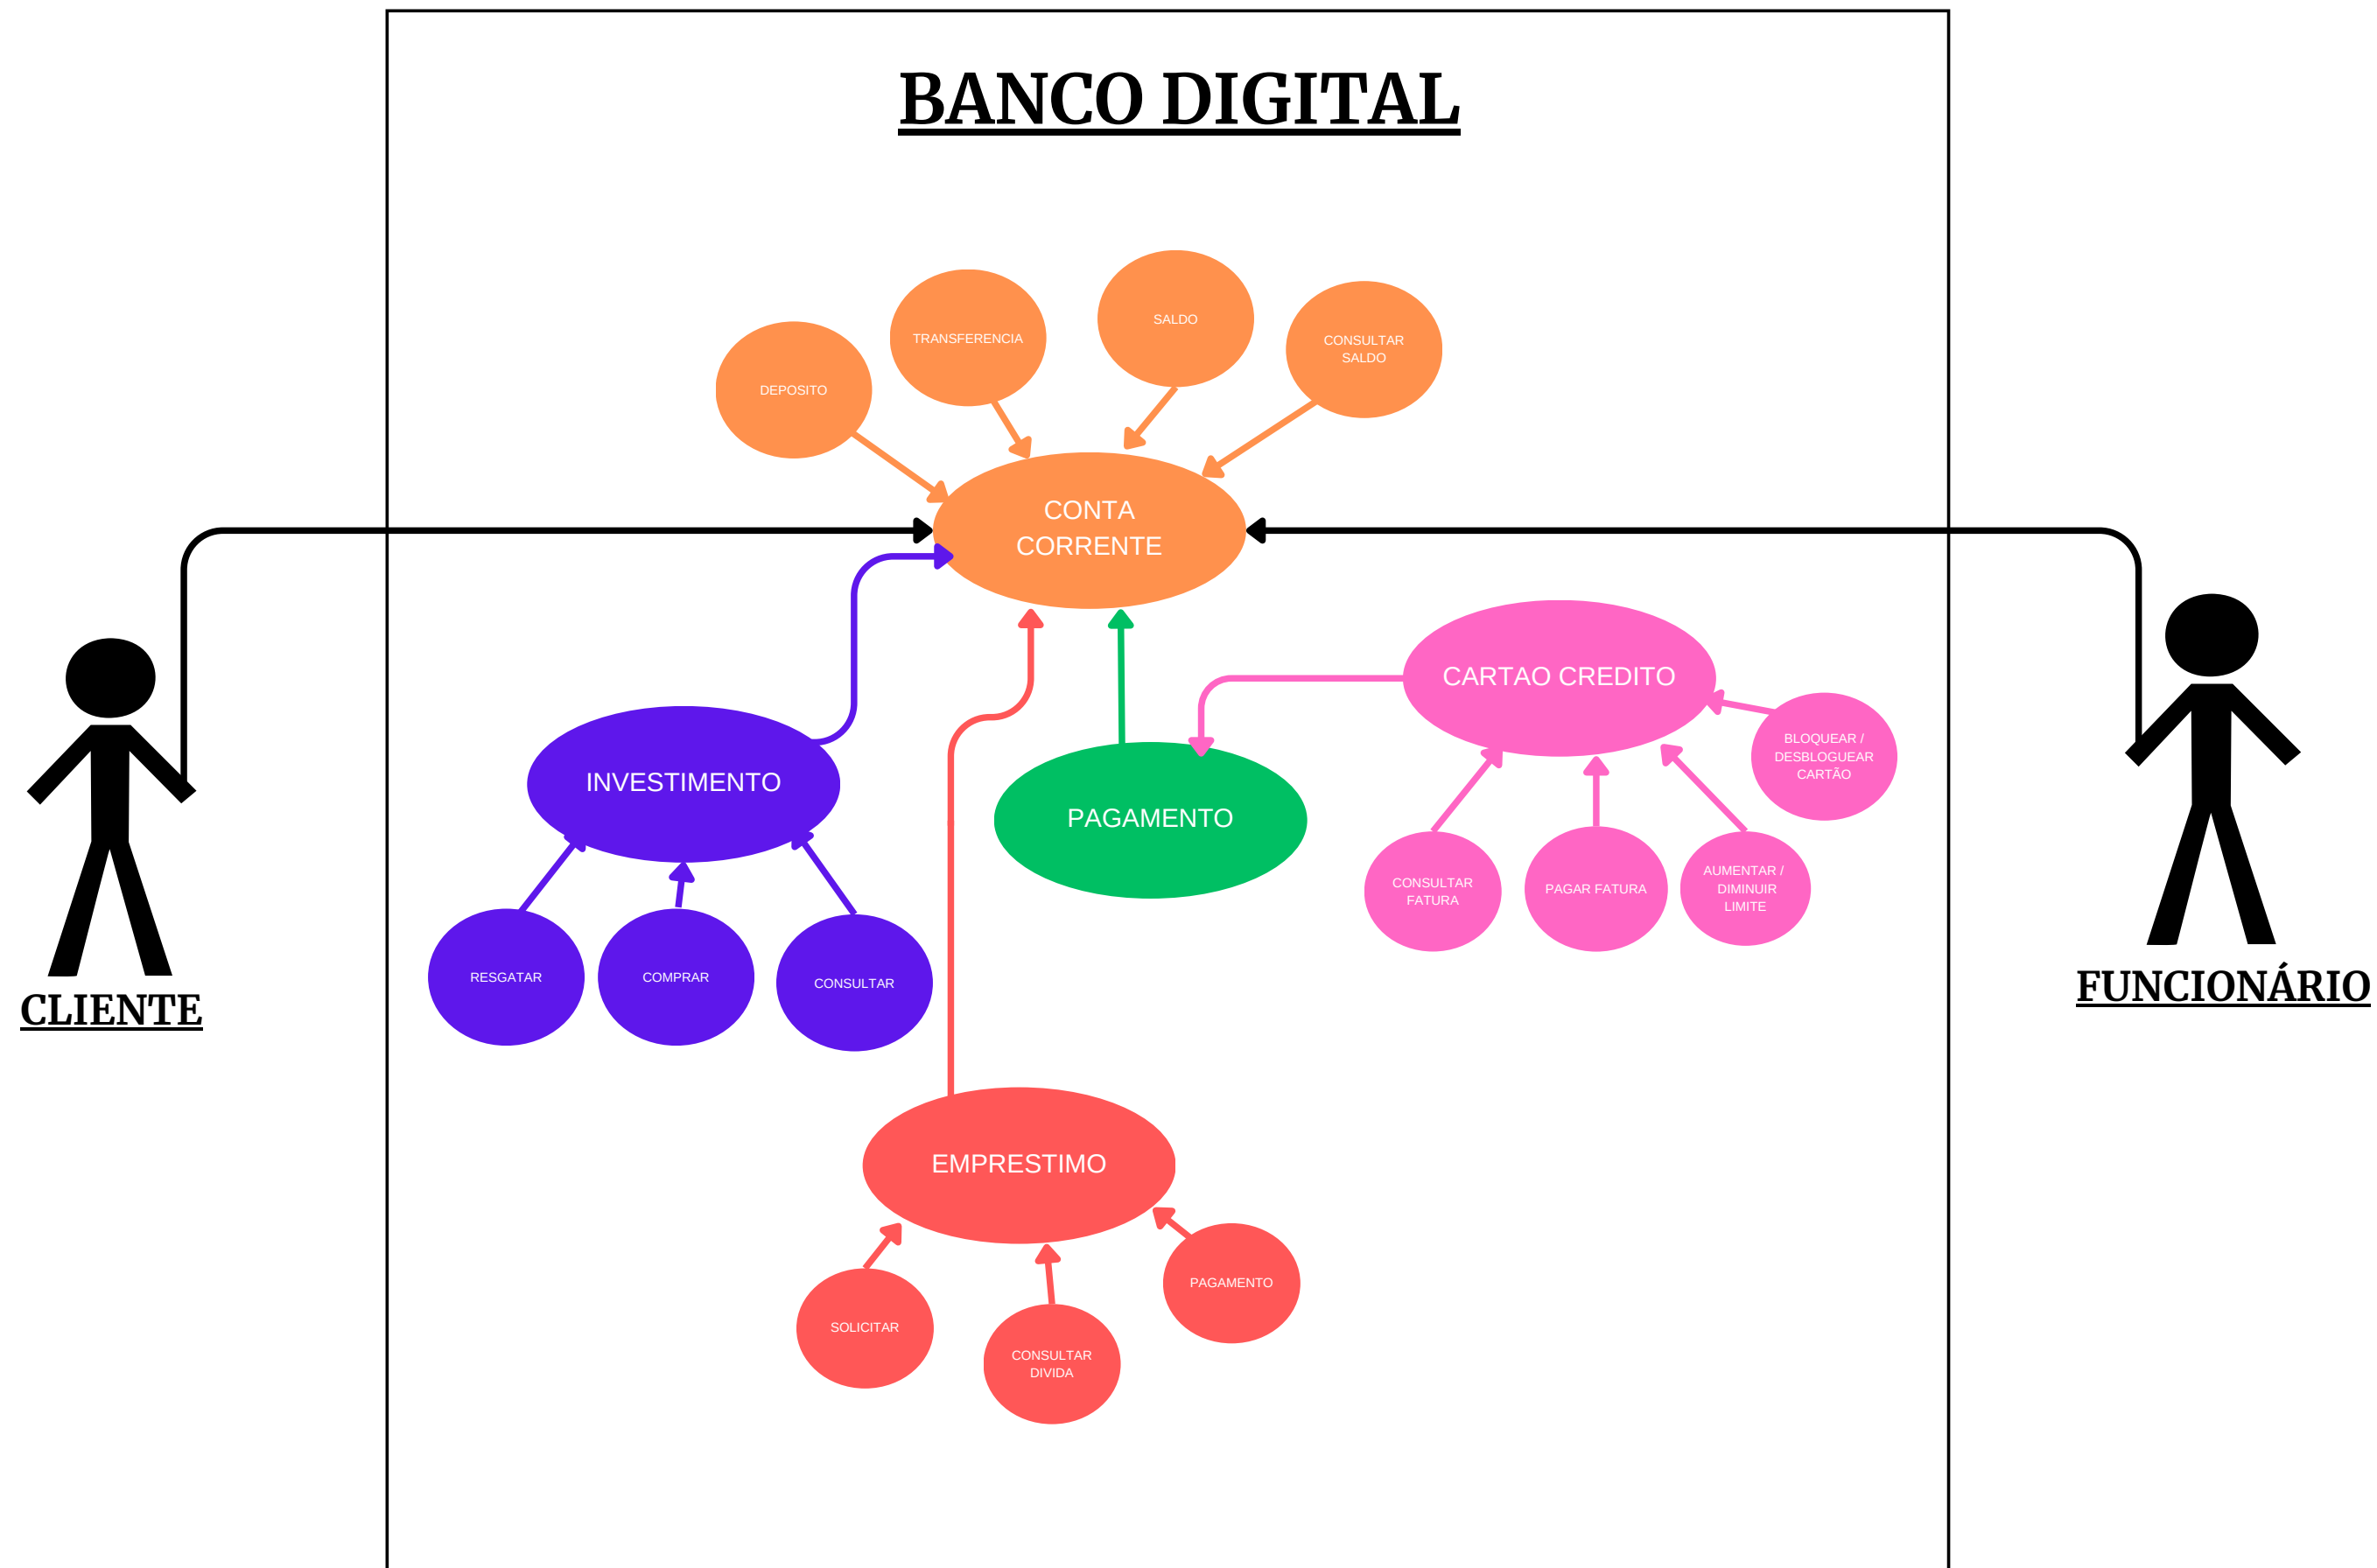 BANCO DIGITAL
SALDO
TRANSFERENCIA
CONSULTAR
SALDO
DEPOSITO
CONTA
CORRENTE
CARTAO CREDITO
BLOQUEAR /
DESBLOGUEAR
CARTÃO
INVESTIMENTO
PAGAMENTO
CONSULTAR
FATURA
PAGAR FATURA
AUMENTAR /
DIMINUIR
LIMITE
RESGATAR
COMPRAR
CONSULTAR
CLIENTE
FUNCIONÁRIO
EMPRESTIMO
PAGAMENTO
SOLICITAR
CONSULTAR
DIVIDA